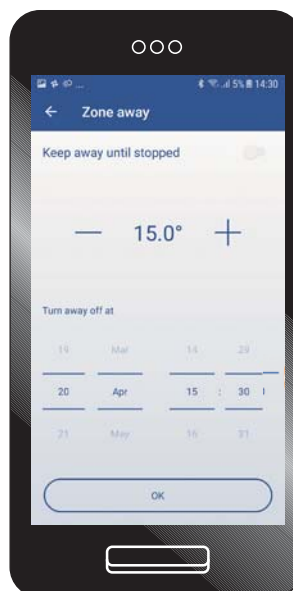 5% 14:30
Zone away
Keep away until stopped
— 15.0° +
Turn away off at
19 Mar 14 29
20 Apr 15 : 30
21 May 16 31
OK